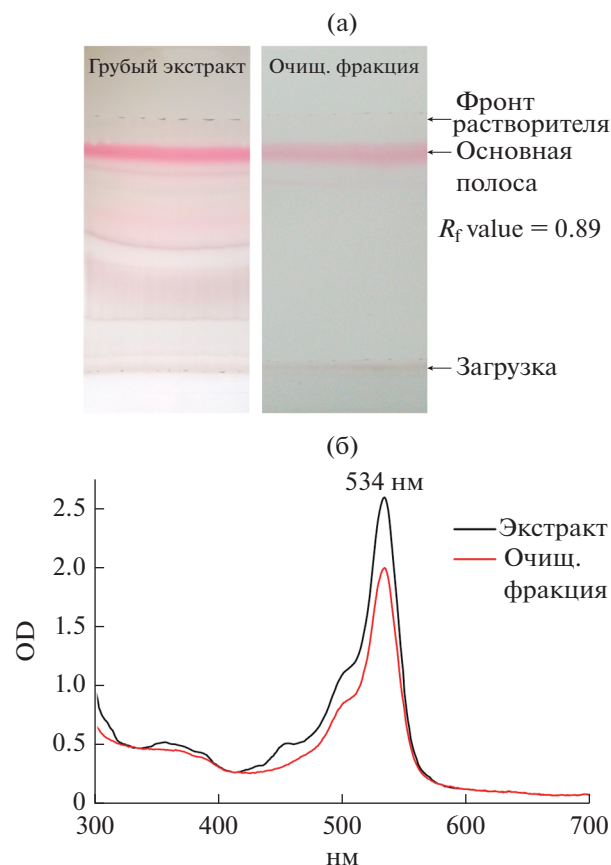 (а)
Грубый экстракт
Очищ. фракция
Фронт
растворителя
Основная
полоса
Rf value = 0.89
Загрузка
(б)
534 нм
2.5
2.0
1.5
1.0
0.5
0
OD
Экстракт
Очищ.
фракция
300
400
500
600
700
нм